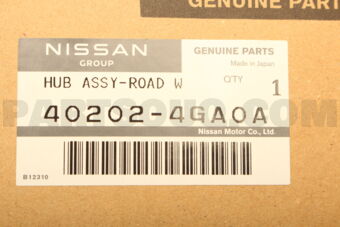 GENUINE PARTS
NISSAN
GROUP
GENUINE PARTS
Made in Japan
HUB ASSY-ROAD W
Q'TY
1
40202-4GA0A
Nissan Motor Co., Ltd.
B12310